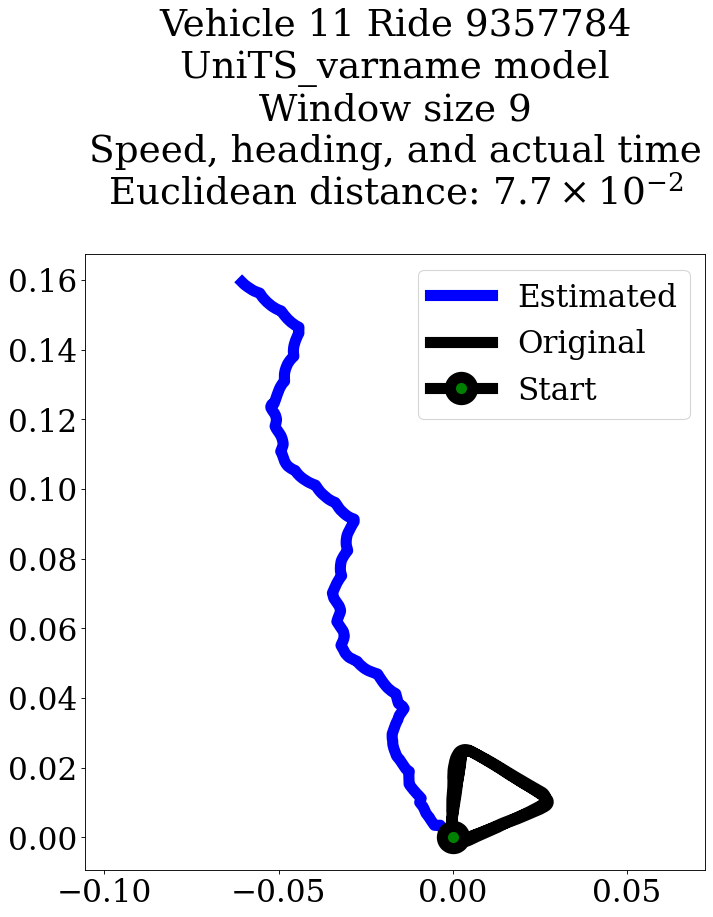 Vehicle 11 Ride 9357784
UniTS_varname model
Window size 9
Speed, heading, and actual time
Euclidean distance: 7.7 × 10⁻²
Estimated
Original
Start
0.16
0.14
0.12
0.10
0.08
0.06
0.04
0.02
0.00
−0.10 −0.05 0.00 0.05